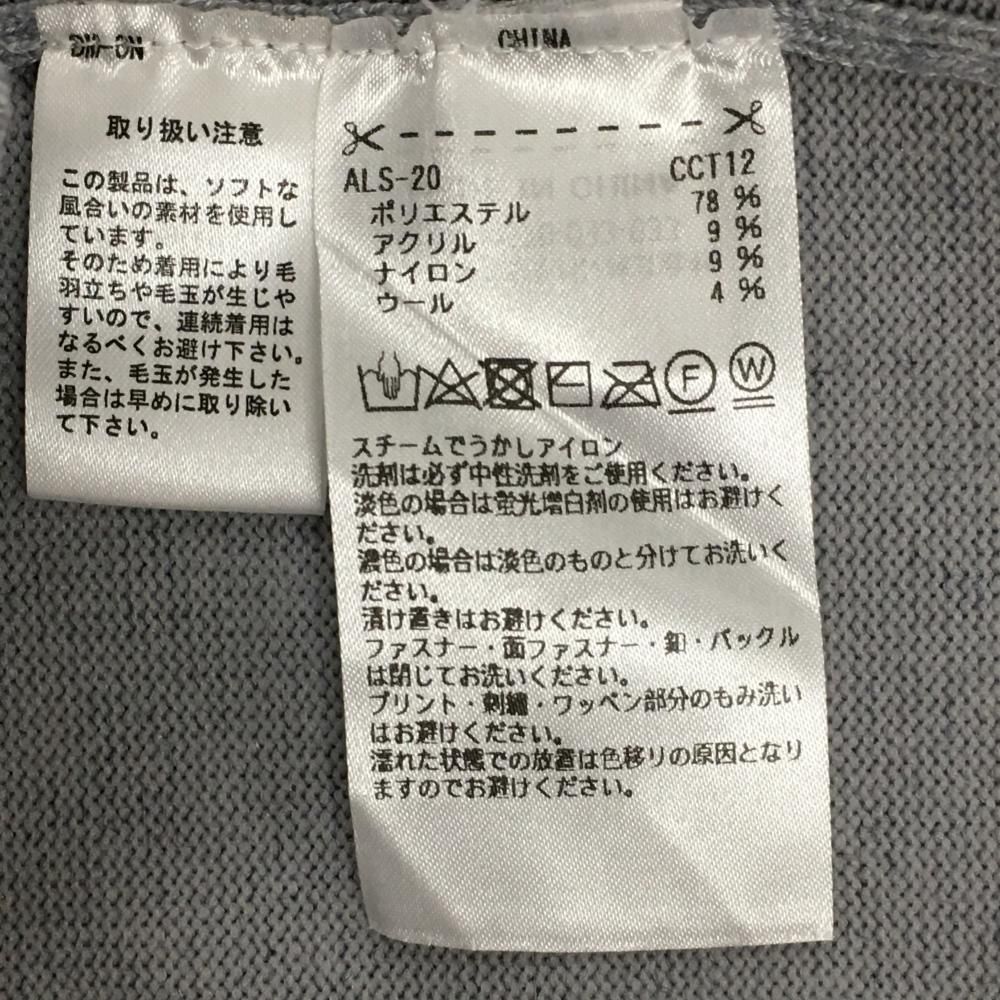 DM-ON
取り扱い注意
この製品は、ソフトな
風合いの素材を使用し
ています。
そのため着用により毛
羽立ちや毛玉が生じや
すいので、連続着用は
なるべくお避け下さい。
また、毛玉が発生した
場合は早めに取り除い
て下さい。
CHINA
ALS-20 CCT12
ポリエステル 78 %
アクリル 9 %
ナイロン 9 %
ウール 4 %
F W
スチームでうかしアイロン
洗剤は必ず中性洗剤をご使用ください。
淡色の場合は蛍光増白剤の使用はお避けく
ださい。
濃色の場合は淡色のものと分けてお洗いく
ださい。
漬け置きはお避けください。
ファスナー・面ファスナー・釦・バックル
は閉じてお洗いください。
プリント・刺繍・ワッペン部分のもみ洗い
はお避けください。
濡れた状態での放置は色移りの原因となり
ますのでお避けください。